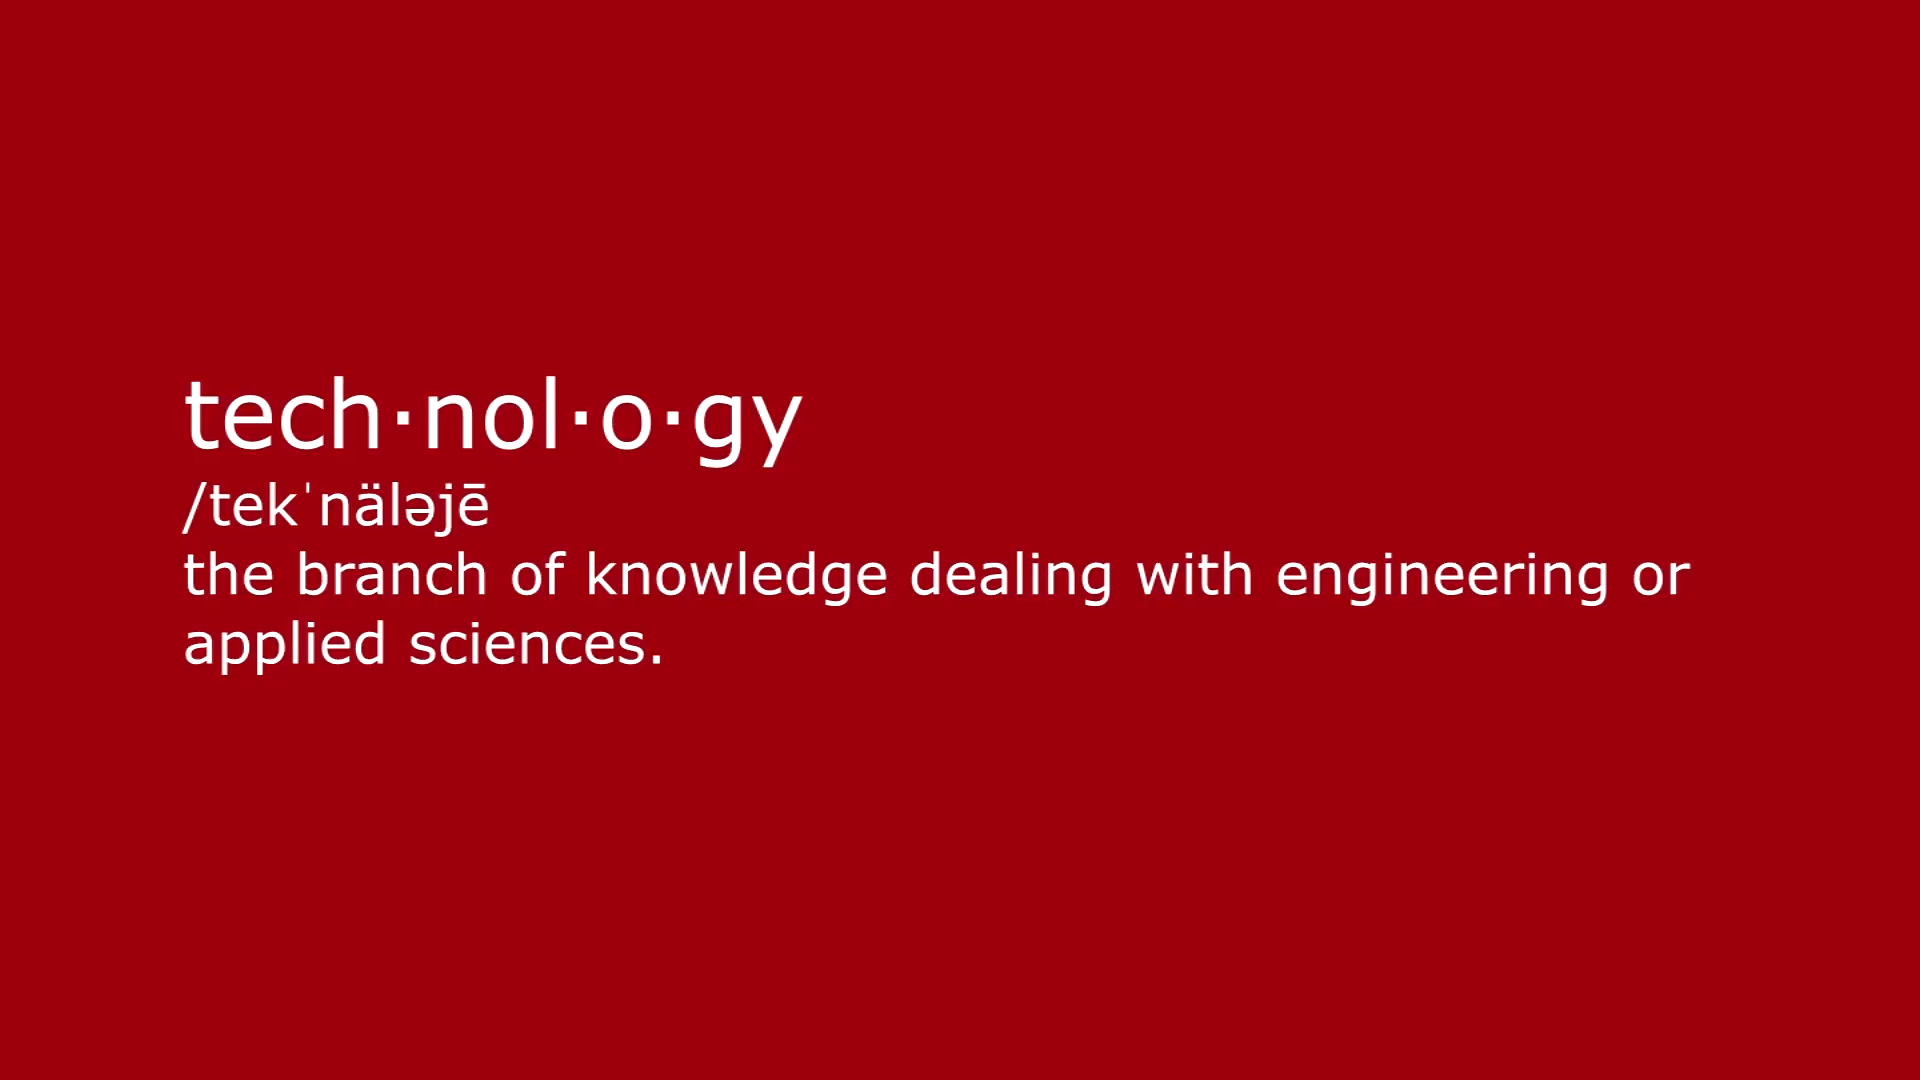 tech·nol·o·gy
/tekˈnäləjē
the branch of knowledge dealing with engineering or
applied sciences.